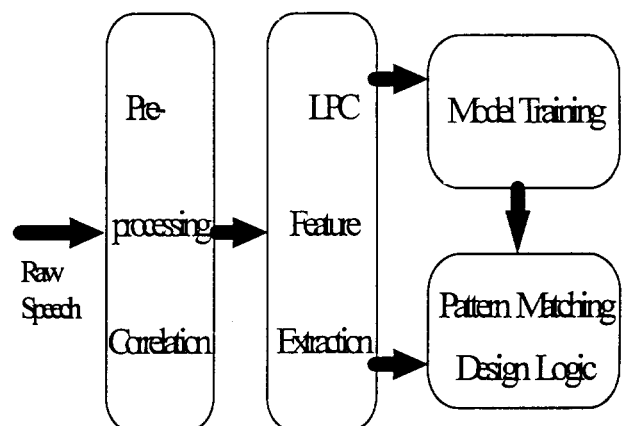 Raw
Speech
Pre-
processing
Correlation
LPC
Feature
Extraction
Model Training
Pattern Matching
Design Logic